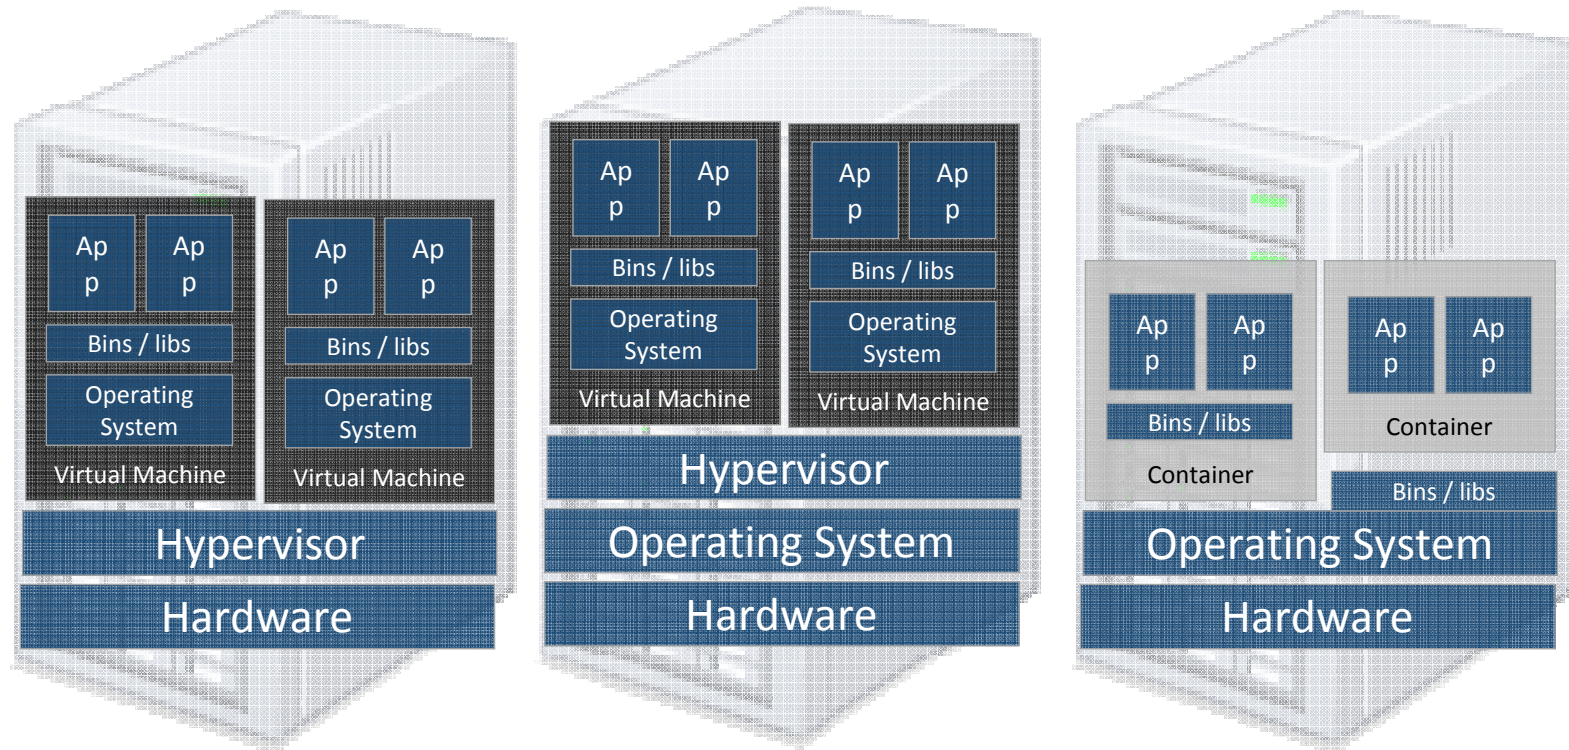 Ap
p
Ap
p
Bins / libs
Operating
System
Virtual Machine
Ap
p
Ap
p
Bins / libs
Operating
System
Virtual Machine
Hypervisor
Hardware
Ap
p
Ap
p
Bins / libs
Operating
System
Virtual Machine
Ap
p
Ap
p
Bins / libs
Operating
System
Virtual Machine
Hypervisor
Operating System
Hardware
Ap
p
Ap
p
Bins / libs
Container
Ap
p
Ap
p
Container
Bins / libs
Operating System
Hardware